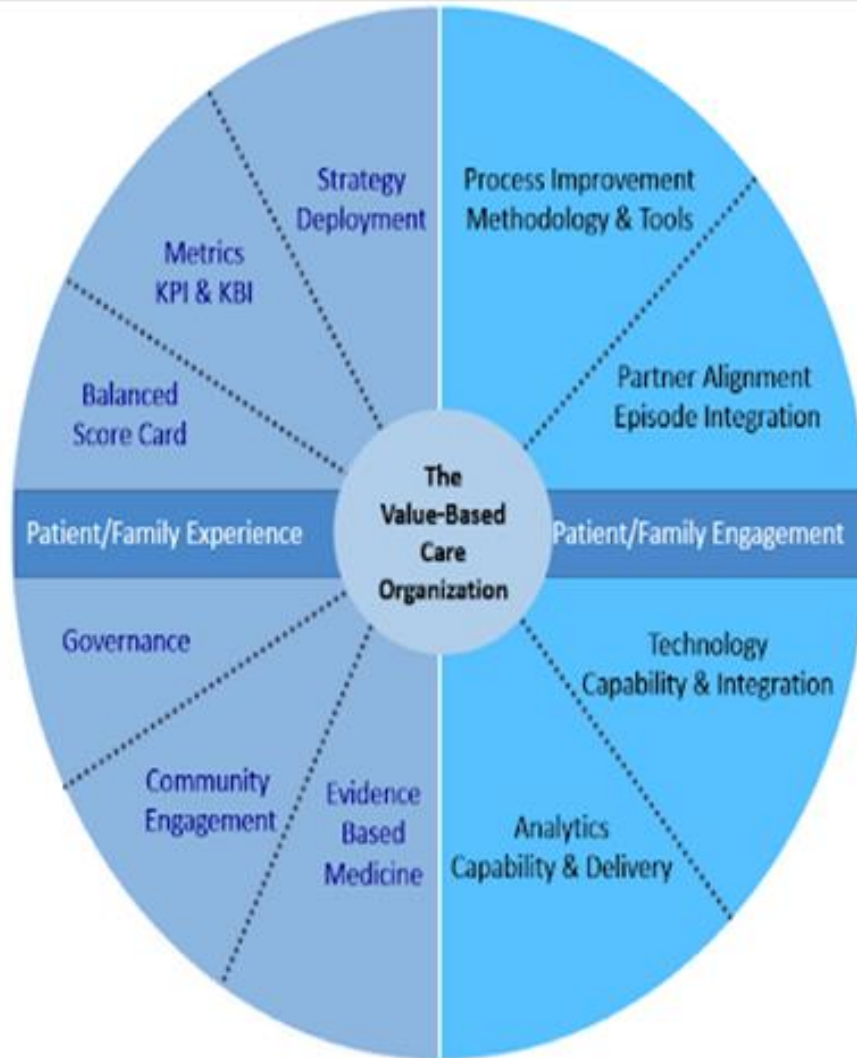 Strategy
Deployment
Process Improvement
Methodology & Tools
Metrics
KPI & KBI
Balanced
Score Card
Partner Alignment
Episode Integration
The
Value-Based
Care
Organization
Patient/Family Experience
Patient/Family Engagement
Governance
Technology
Capability & Integration
Community
Engagement
Evidence
Based
Medicine
Analytics
Capability & Delivery